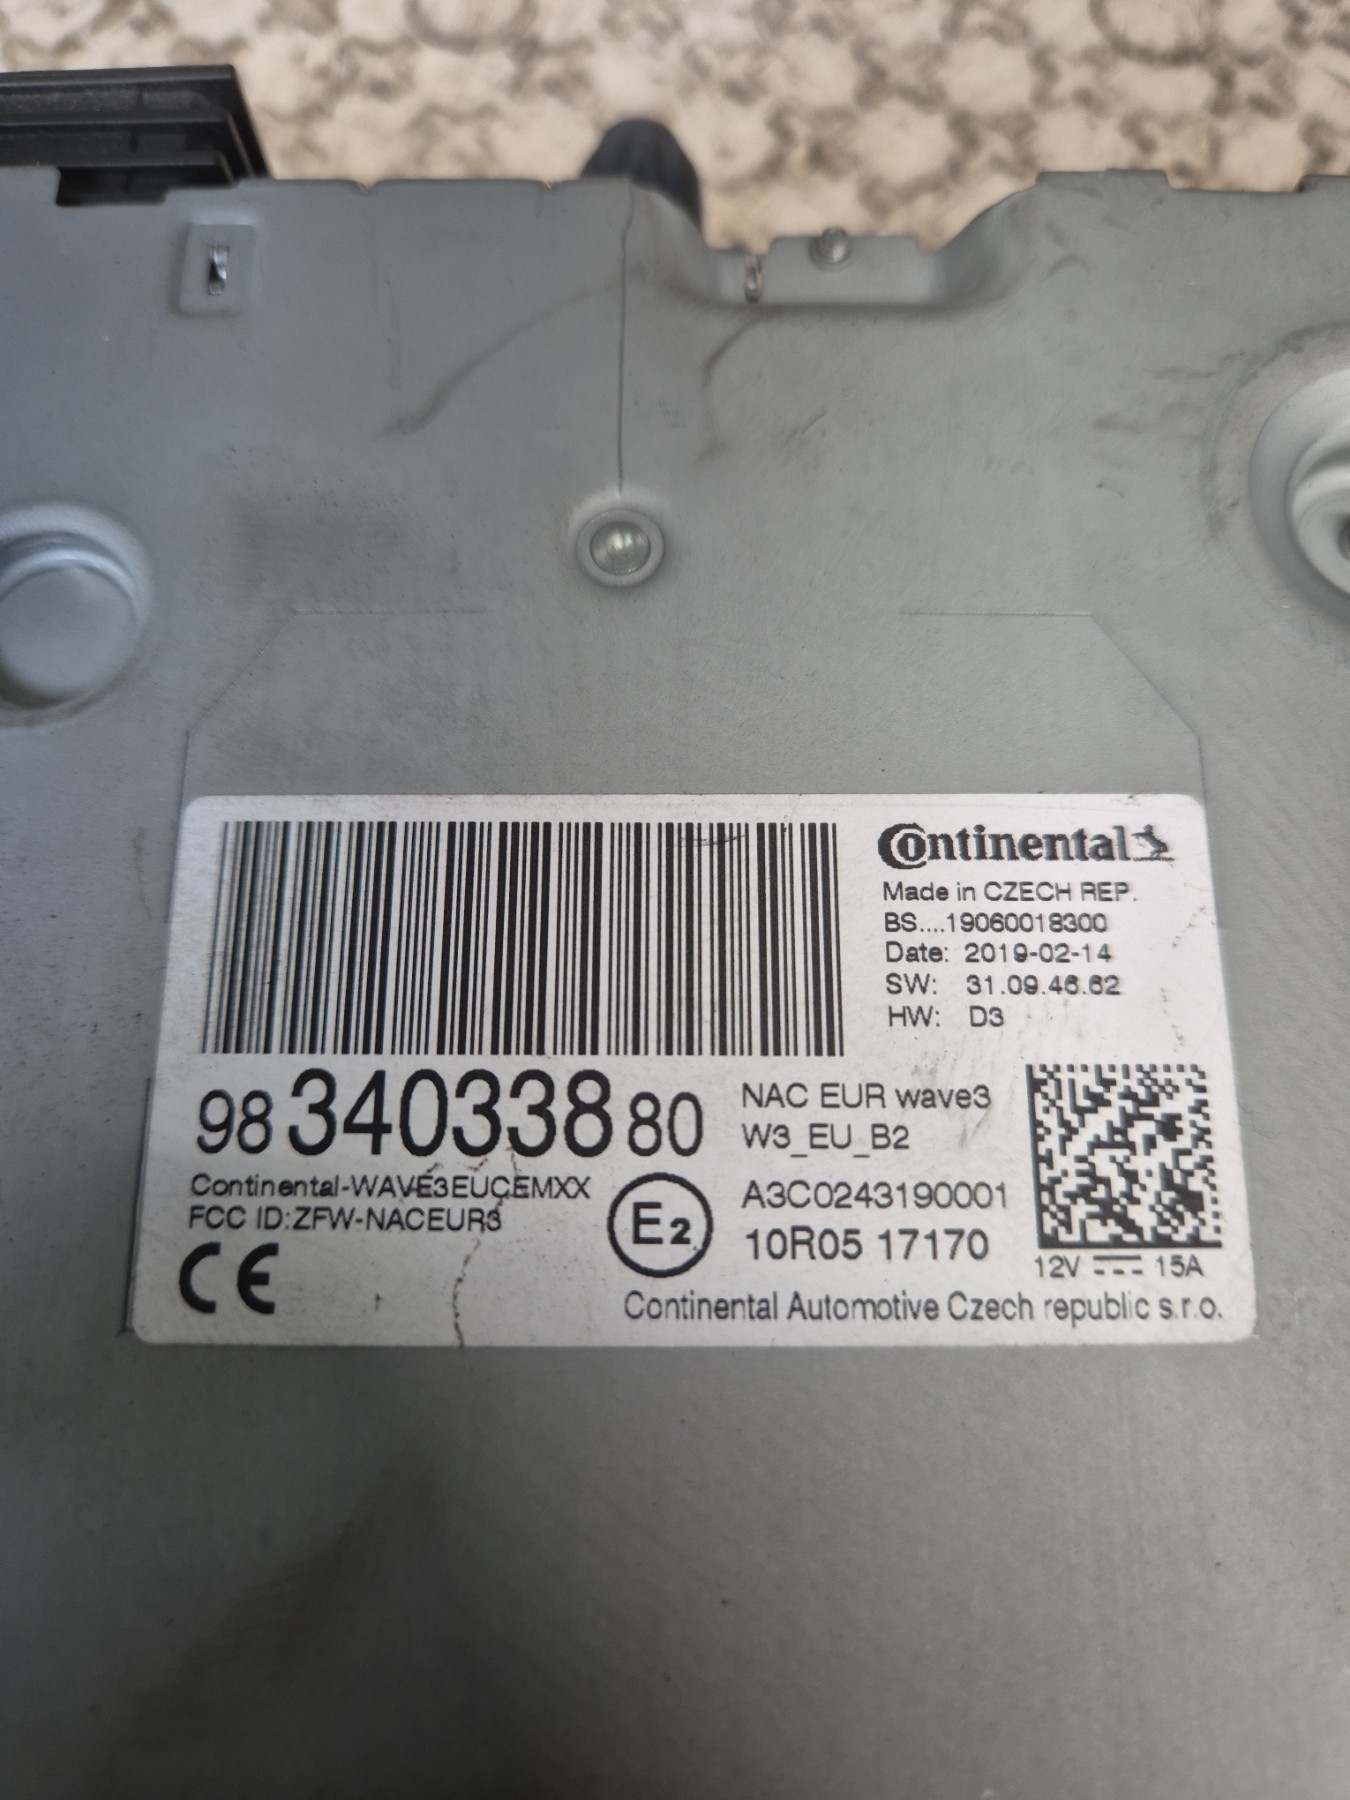 Continental
Made in CZECH REP.
BS....19060018300
Date: 2019-02-14
SW: 31.09.46.62
HW: D3
98 340338 80
NAC EUR wave3
W3_EU_B2
Continental-WAVE3EUCEMXX
FCC ID:ZFW-NACEUR3
CE
E2
A3C0243190001
10R05 17170
12V 15A
Continental Automotive Czech republic s.r.o.